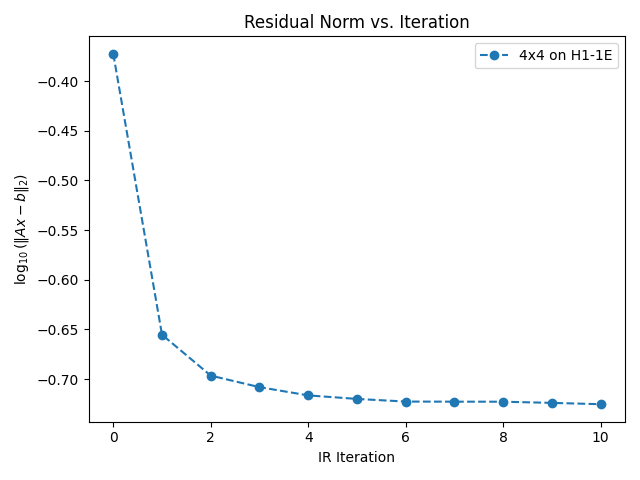 Residual Norm vs. Iteration
4x4 on H1-1E
−0.40
−0.45
−0.50
−0.55
−0.60
−0.65
−0.70
log₁₀(‖Ax − b‖₂)
0 2 4 6 8 10
IR Iteration